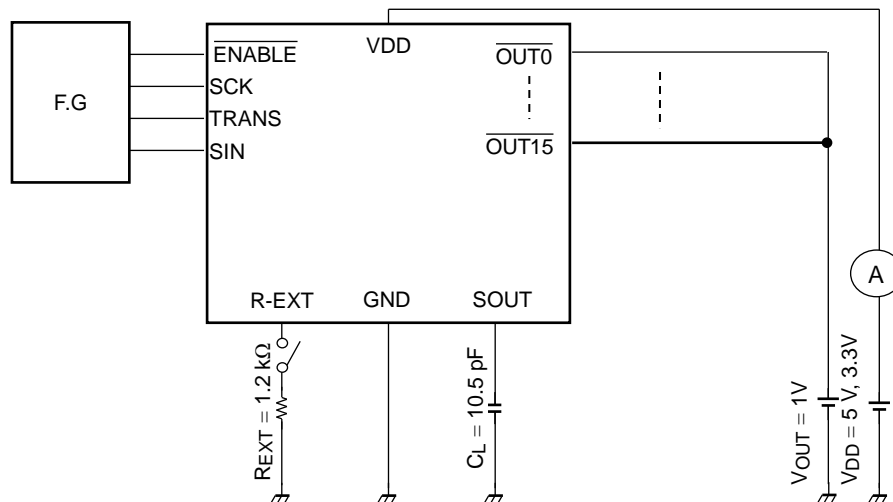 F.G
ENABLE
SCK
TRANS
SIN
VDD
OUT0
OUT15
R-EXT
GND
SOUT
A
REXT = 1.2 kΩ
CL = 10.5 pF
VOUT = 1V
VDD = 5 V, 3.3V